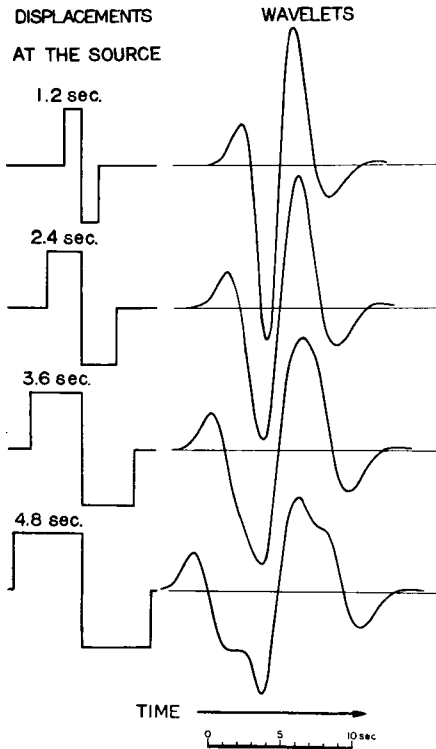 DISPLACEMENTS
AT THE SOURCE
WAVELETS
1.2 sec.
2.4 sec.
3.6 sec.
4.8 sec.
TIME
0 5 10 sec